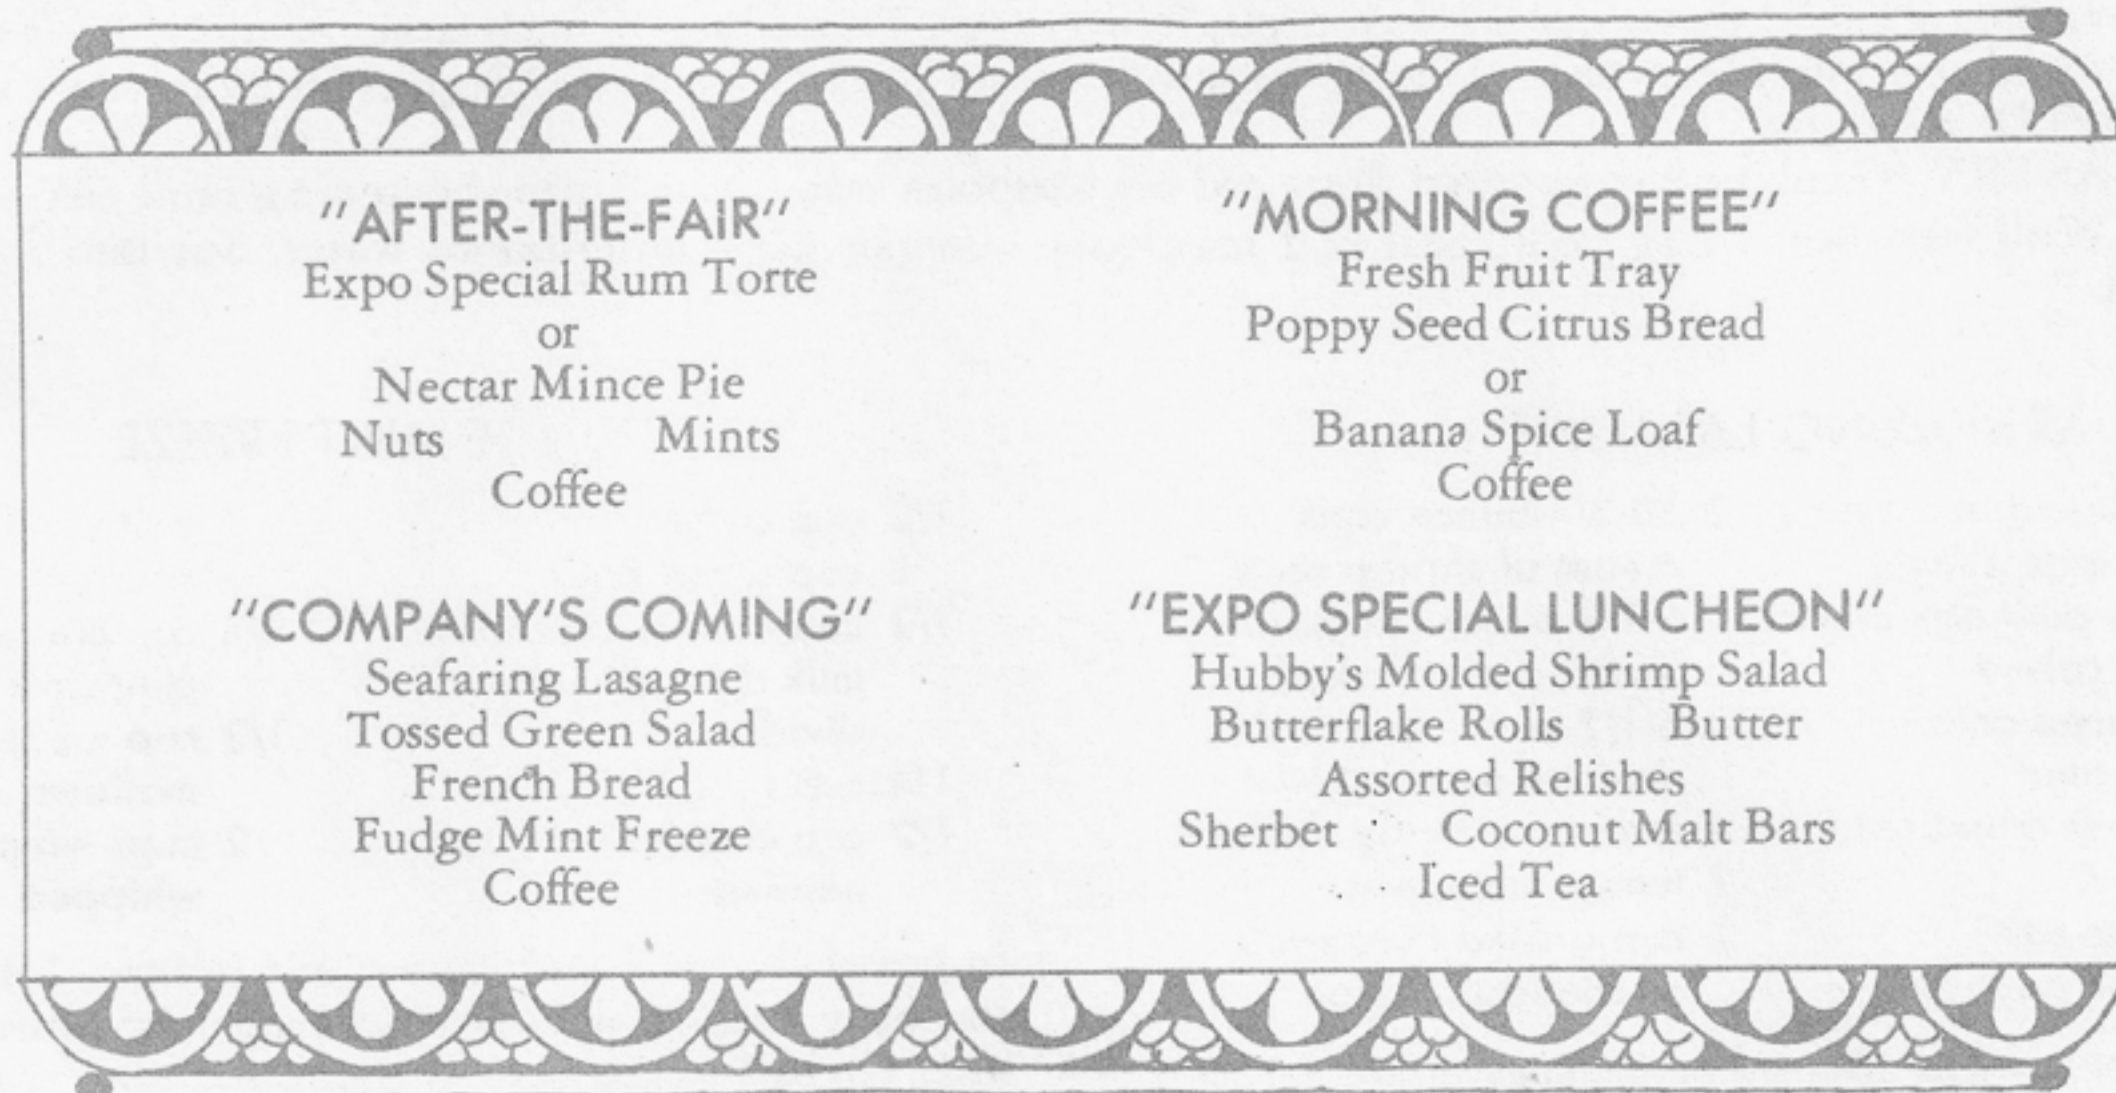 "AFTER-THE-FAIR"
Expo Special Rum Torte
or
Nectar Mince Pie
Nuts Mints
Coffee
"MORNING COFFEE"
Fresh Fruit Tray
Poppy Seed Citrus Bread
or
Banana Spice Loaf
Coffee
"COMPANY'S COMING"
Seafaring Lasagne
Tossed Green Salad
French Bread
Fudge Mint Freeze
Coffee
"EXPO SPECIAL LUNCHEON"
Hubby's Molded Shrimp Salad
Butterflake Rolls Butter
Assorted Relishes
Sherbet Coconut Malt Bars
Iced Tea